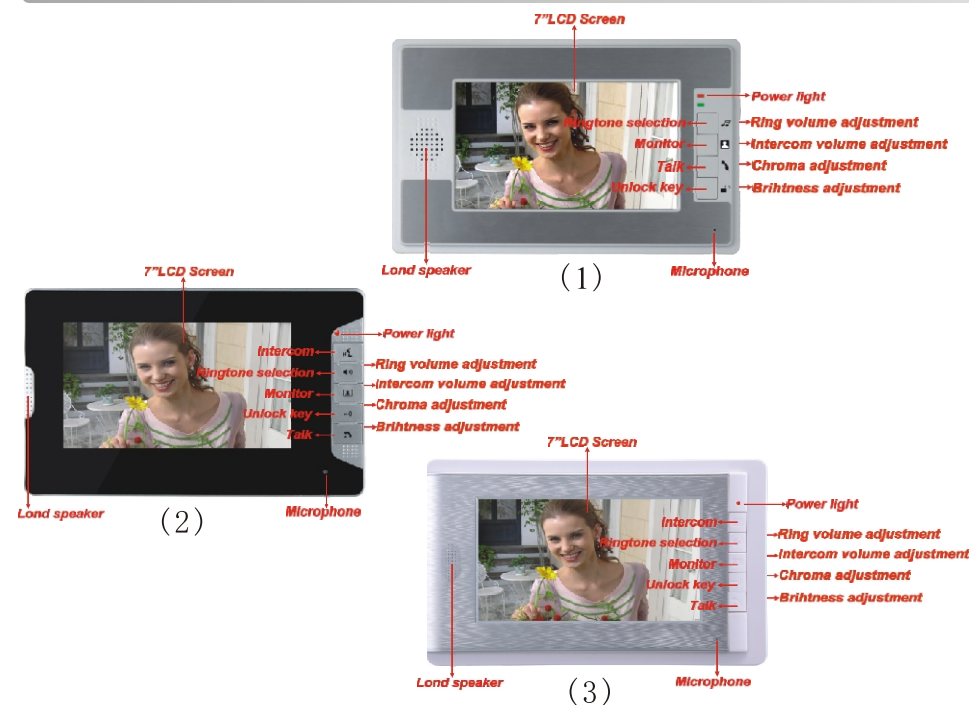 7"LCD Screen
Power light
Ringtone selection
Ring volume adjustment
Monitor
Intercom volume adjustment
Talk
Chroma adjustment
Unlock key
Brihtness adjustment
Lond speaker
Microphone
(1)
7"LCD Screen
Power light
Intercom
Ring volume adjustment
Ringtone selection
Intercom volume adjustment
Monitor
Chroma adjustment
Unlock key
Brihtness adjustment
Talk
Lond speaker
Microphone
(2)
7"LCD Screen
Power light
Intercom
Ring volume adjustment
Ringtone selection
Intercom volume adjustment
Monitor
Chroma adjustment
Unlock key
Brihtness adjustment
Talk
Lond speaker
Microphone
(3)